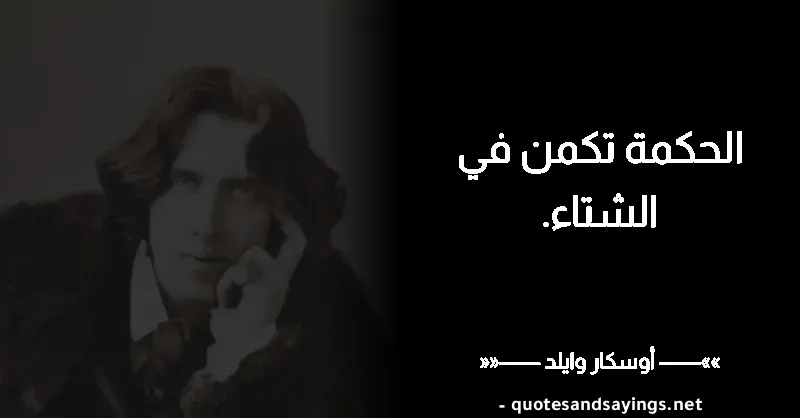 الحكمة تكمن في
الشتاء.
»»—— أوسكار وايلد ——««
- quotesandsayings.net